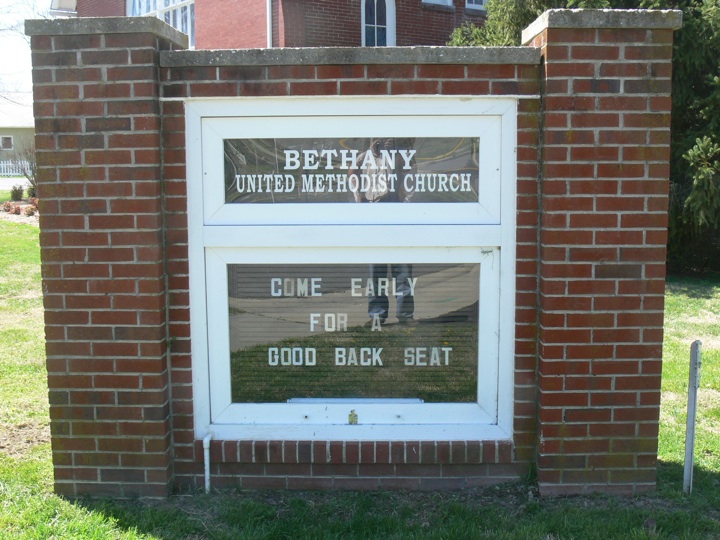 BETHANY
UNITED METHODIST CHURCH
COME EARLY
FOR A
GOOD BACK SEAT